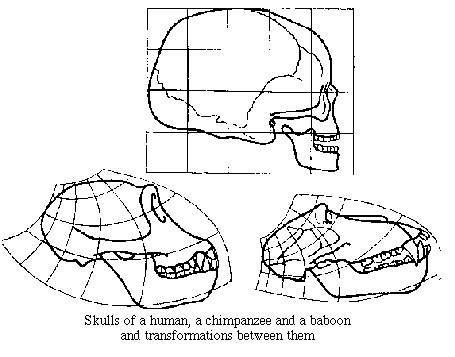 Skulls of a human, a chimpanzee and a baboon
and transformations between them